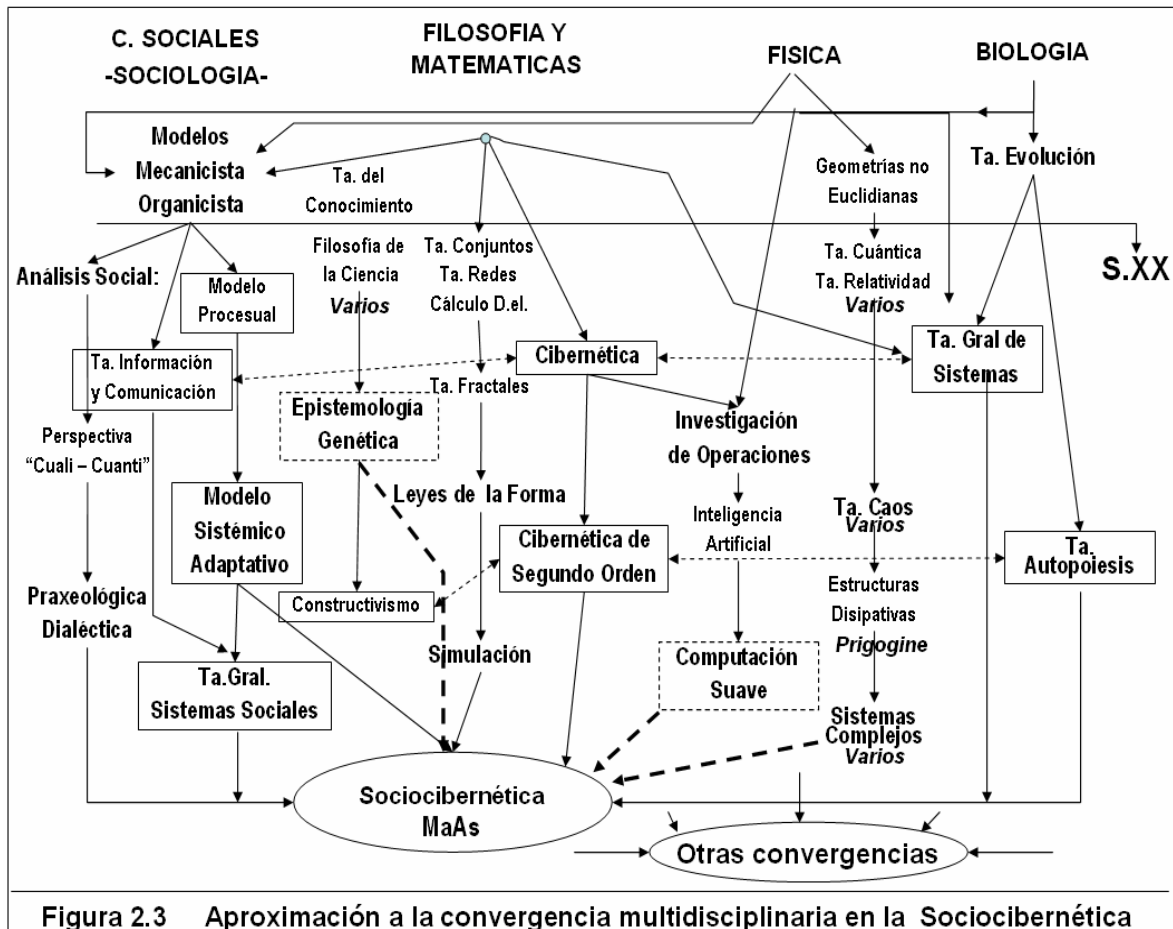 C. SOCIALES
-SOCIOLOGIA-
FILOSOFIA Y
MATEMATICAS
FISICA
BIOLOGIA
Modelos
Mecanicista
Organicista
Ta. del
Conocimiento
Geometrías no
Euclidianas
Ta. Evolución
S.XX
Análisis Social:
Modelo
Procesual
Filosofía de
la Ciencia
Varios
Ta. Conjuntos
Ta. Redes
Cálculo D.el.
Ta. Cuántica
Ta. Relatividad
Varios
Ta. Información
y Comunicación
Cibernética
Ta. Gral de
Sistemas
Ta. Fractales
Epistemología
Genética
Investigación
de Operaciones
Perspectiva
“Cuali – Cuanti”
Modelo
Sistémico
Adaptativo
Leyes de la Forma
Inteligencia
Artificial
Ta. Caos
Varios
Cibernética de
Segundo Orden
Ta.
Autopoiesis
Praxeológica
Dialéctica
Constructivismo
Estructuras
Disipativas
Prigogine
Simulación
Computación
Suave
Ta.Gral.
Sistemas Sociales
Sistemas
Complejos
Varios
Sociocibernética
MaAs
Otras convergencias
Figura 2.3 Aproximación a la convergencia multidisciplinaria en la Sociocibernética